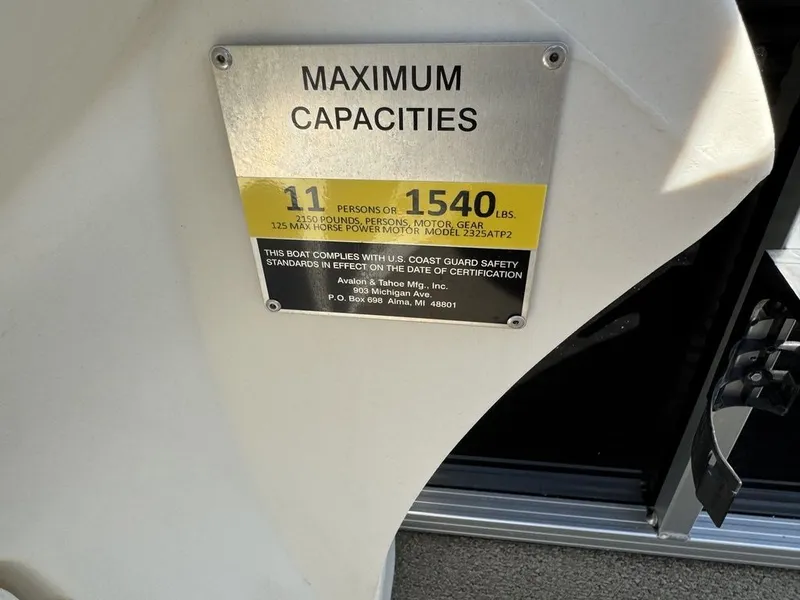 MAXIMUM
CAPACITIES
11 PERSONS OR 1540 LBS.
2150 POUNDS, PERSONS, MOTOR, GEAR
125 MAX HORSE POWER MOTOR MODEL 2325ATP2
THIS BOAT COMPLIES WITH U.S. COAST GUARD SAFETY
STANDARDS IN EFFECT ON THE DATE OF CERTIFICATION
Avalon & Tahoe Mfg., Inc.
903 Michigan Ave.
P.O. Box 698 Alma, MI 48801